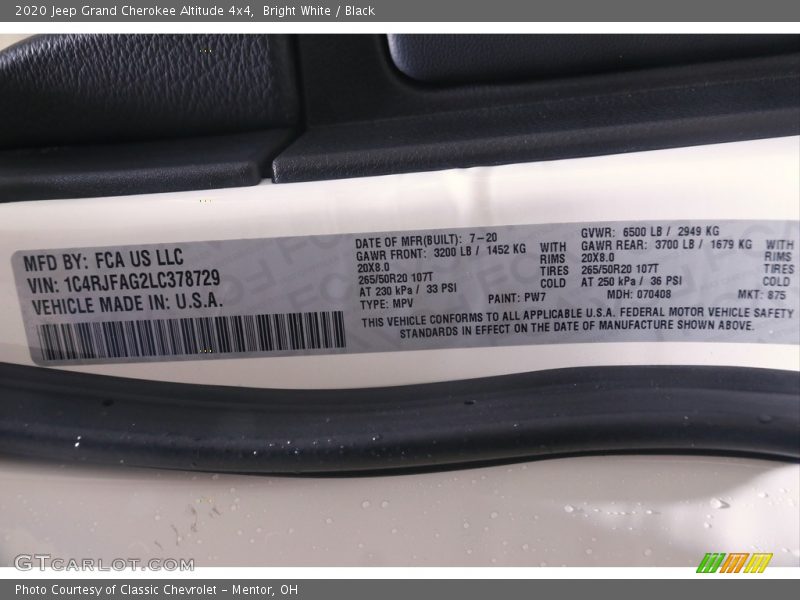 2020 Jeep Grand Cherokee Altitude 4x4, Bright White / Black
MFD BY: FCA US LLC
VIN: 1C4RJFAG2LC378729
VEHICLE MADE IN: U.S.A.
DATE OF MFR(BUILT): 7-20
GAWR FRONT: 3200 LB / 1452 KG WITH
20X8.0 RIMS
265/50R20 107T TIRES
AT 230 kPa / 33 PSI COLD
TYPE: MPV PAINT: PW7
GVWR: 6500 LB / 2949 KG
GAWR REAR: 3700 LB / 1679 KG WITH
20X8.0 RIMS
265/50R20 107T TIRES
AT 250 kPa / 36 PSI COLD
MDH: 070408 MKT: 875
THIS VEHICLE CONFORMS TO ALL APPLICABLE U.S.A. FEDERAL MOTOR VEHICLE SAFETY
STANDARDS IN EFFECT ON THE DATE OF MANUFACTURE SHOWN ABOVE.
GTCARLOT.COM
Photo Courtesy of Classic Chevrolet - Mentor, OH